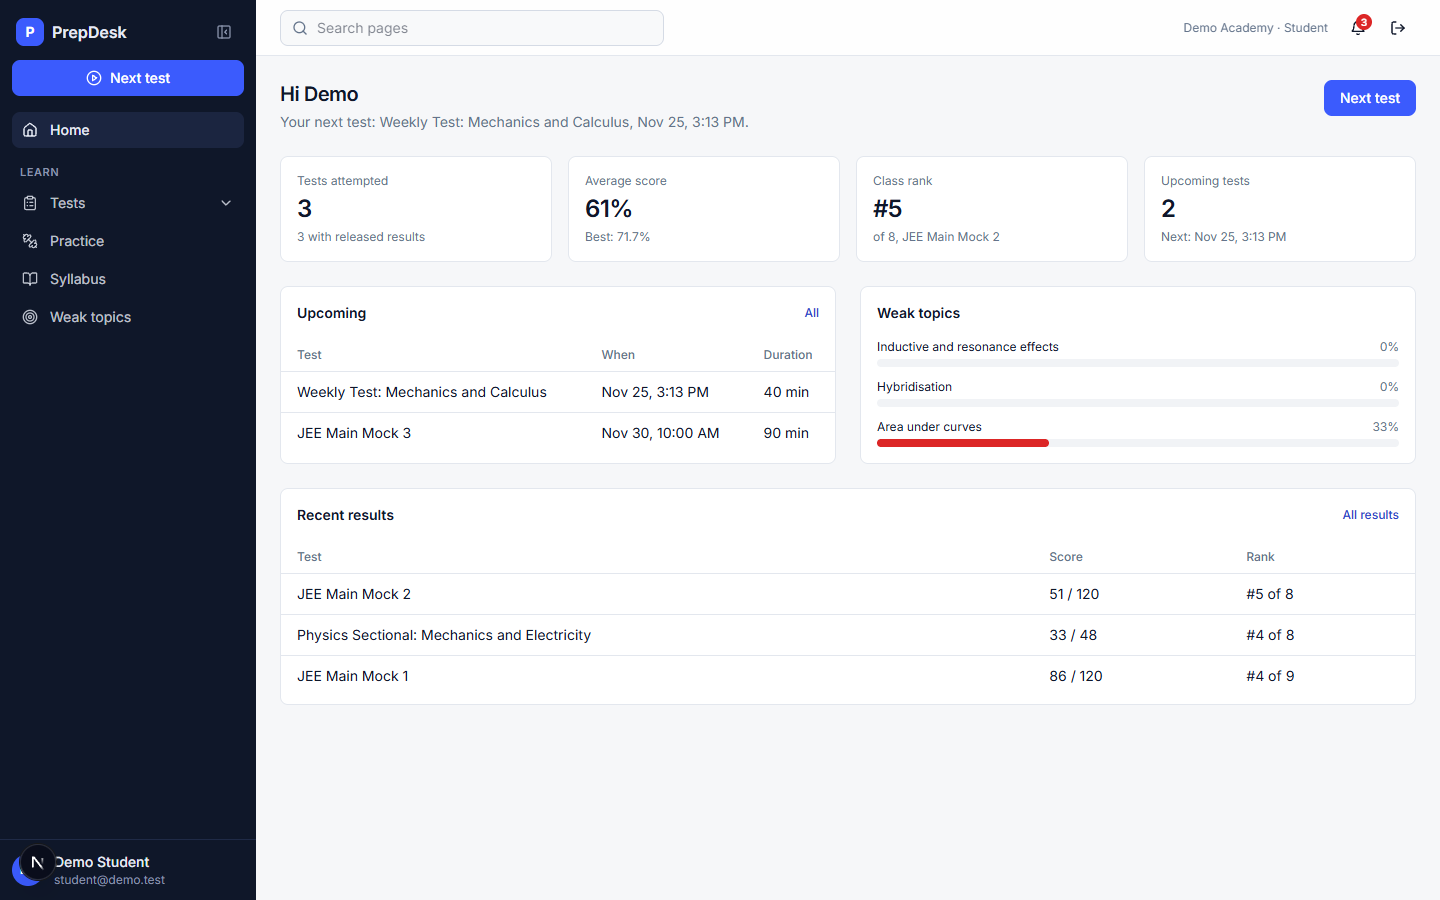 P PrepDesk
Next test
Home
LEARN
Tests
Practice
Syllabus
Weak topics
N Demo Student
student@demo.test
Search pages
Demo Academy · Student
3
Hi Demo
Your next test: Weekly Test: Mechanics and Calculus, Nov 25, 3:13 PM.
Next test
Tests attempted
3
3 with released results
Average score
61%
Best: 71.7%
Class rank
#5
of 8, JEE Main Mock 2
Upcoming tests
2
Next: Nov 25, 3:13 PM
Upcoming All
Test When Duration
Weekly Test: Mechanics and Calculus Nov 25, 3:13 PM 40 min
JEE Main Mock 3 Nov 30, 10:00 AM 90 min
Weak topics
Inductive and resonance effects 0%
Hybridisation 0%
Area under curves 33%
Recent results All results
Test Score Rank
JEE Main Mock 2 51 / 120 #5 of 8
Physics Sectional: Mechanics and Electricity 33 / 48 #4 of 8
JEE Main Mock 1 86 / 120 #4 of 9